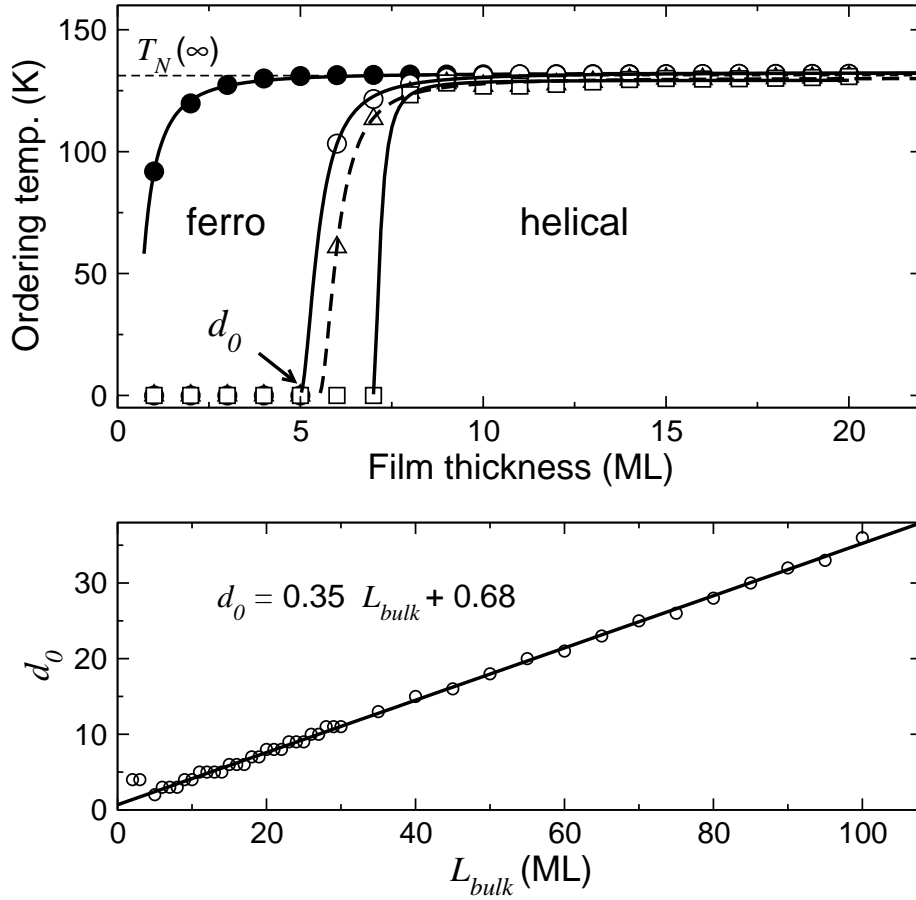 150
100
50
0
Ordering temp. (K)
T_N(∞)
ferro
helical
d_0
0 5 10 15 20
Film thickness (ML)
30
20
10
0
d_0
d_0 = 0.35 L_bulk + 0.68
0 20 40 60 80 100
L_bulk (ML)